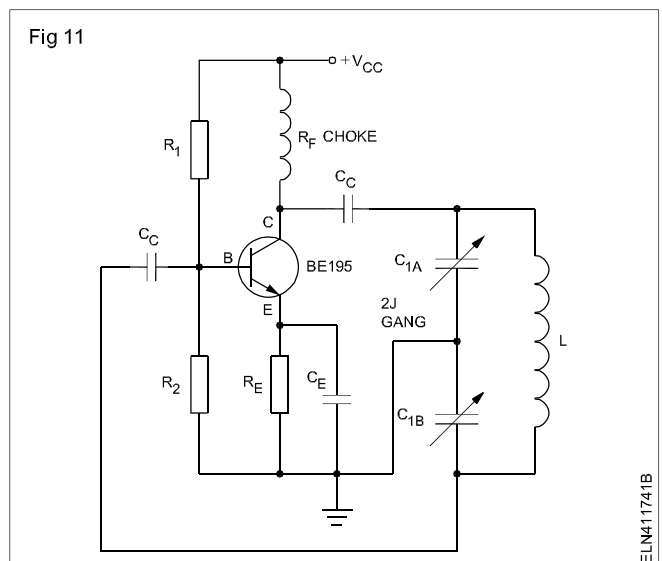 Fig 11
+VCC
R1
RF CHOKE
CC
C
CC
B
BE195
C1A
E
2J
GANG
L
R2
RE
CE
C1B
ELN411741B